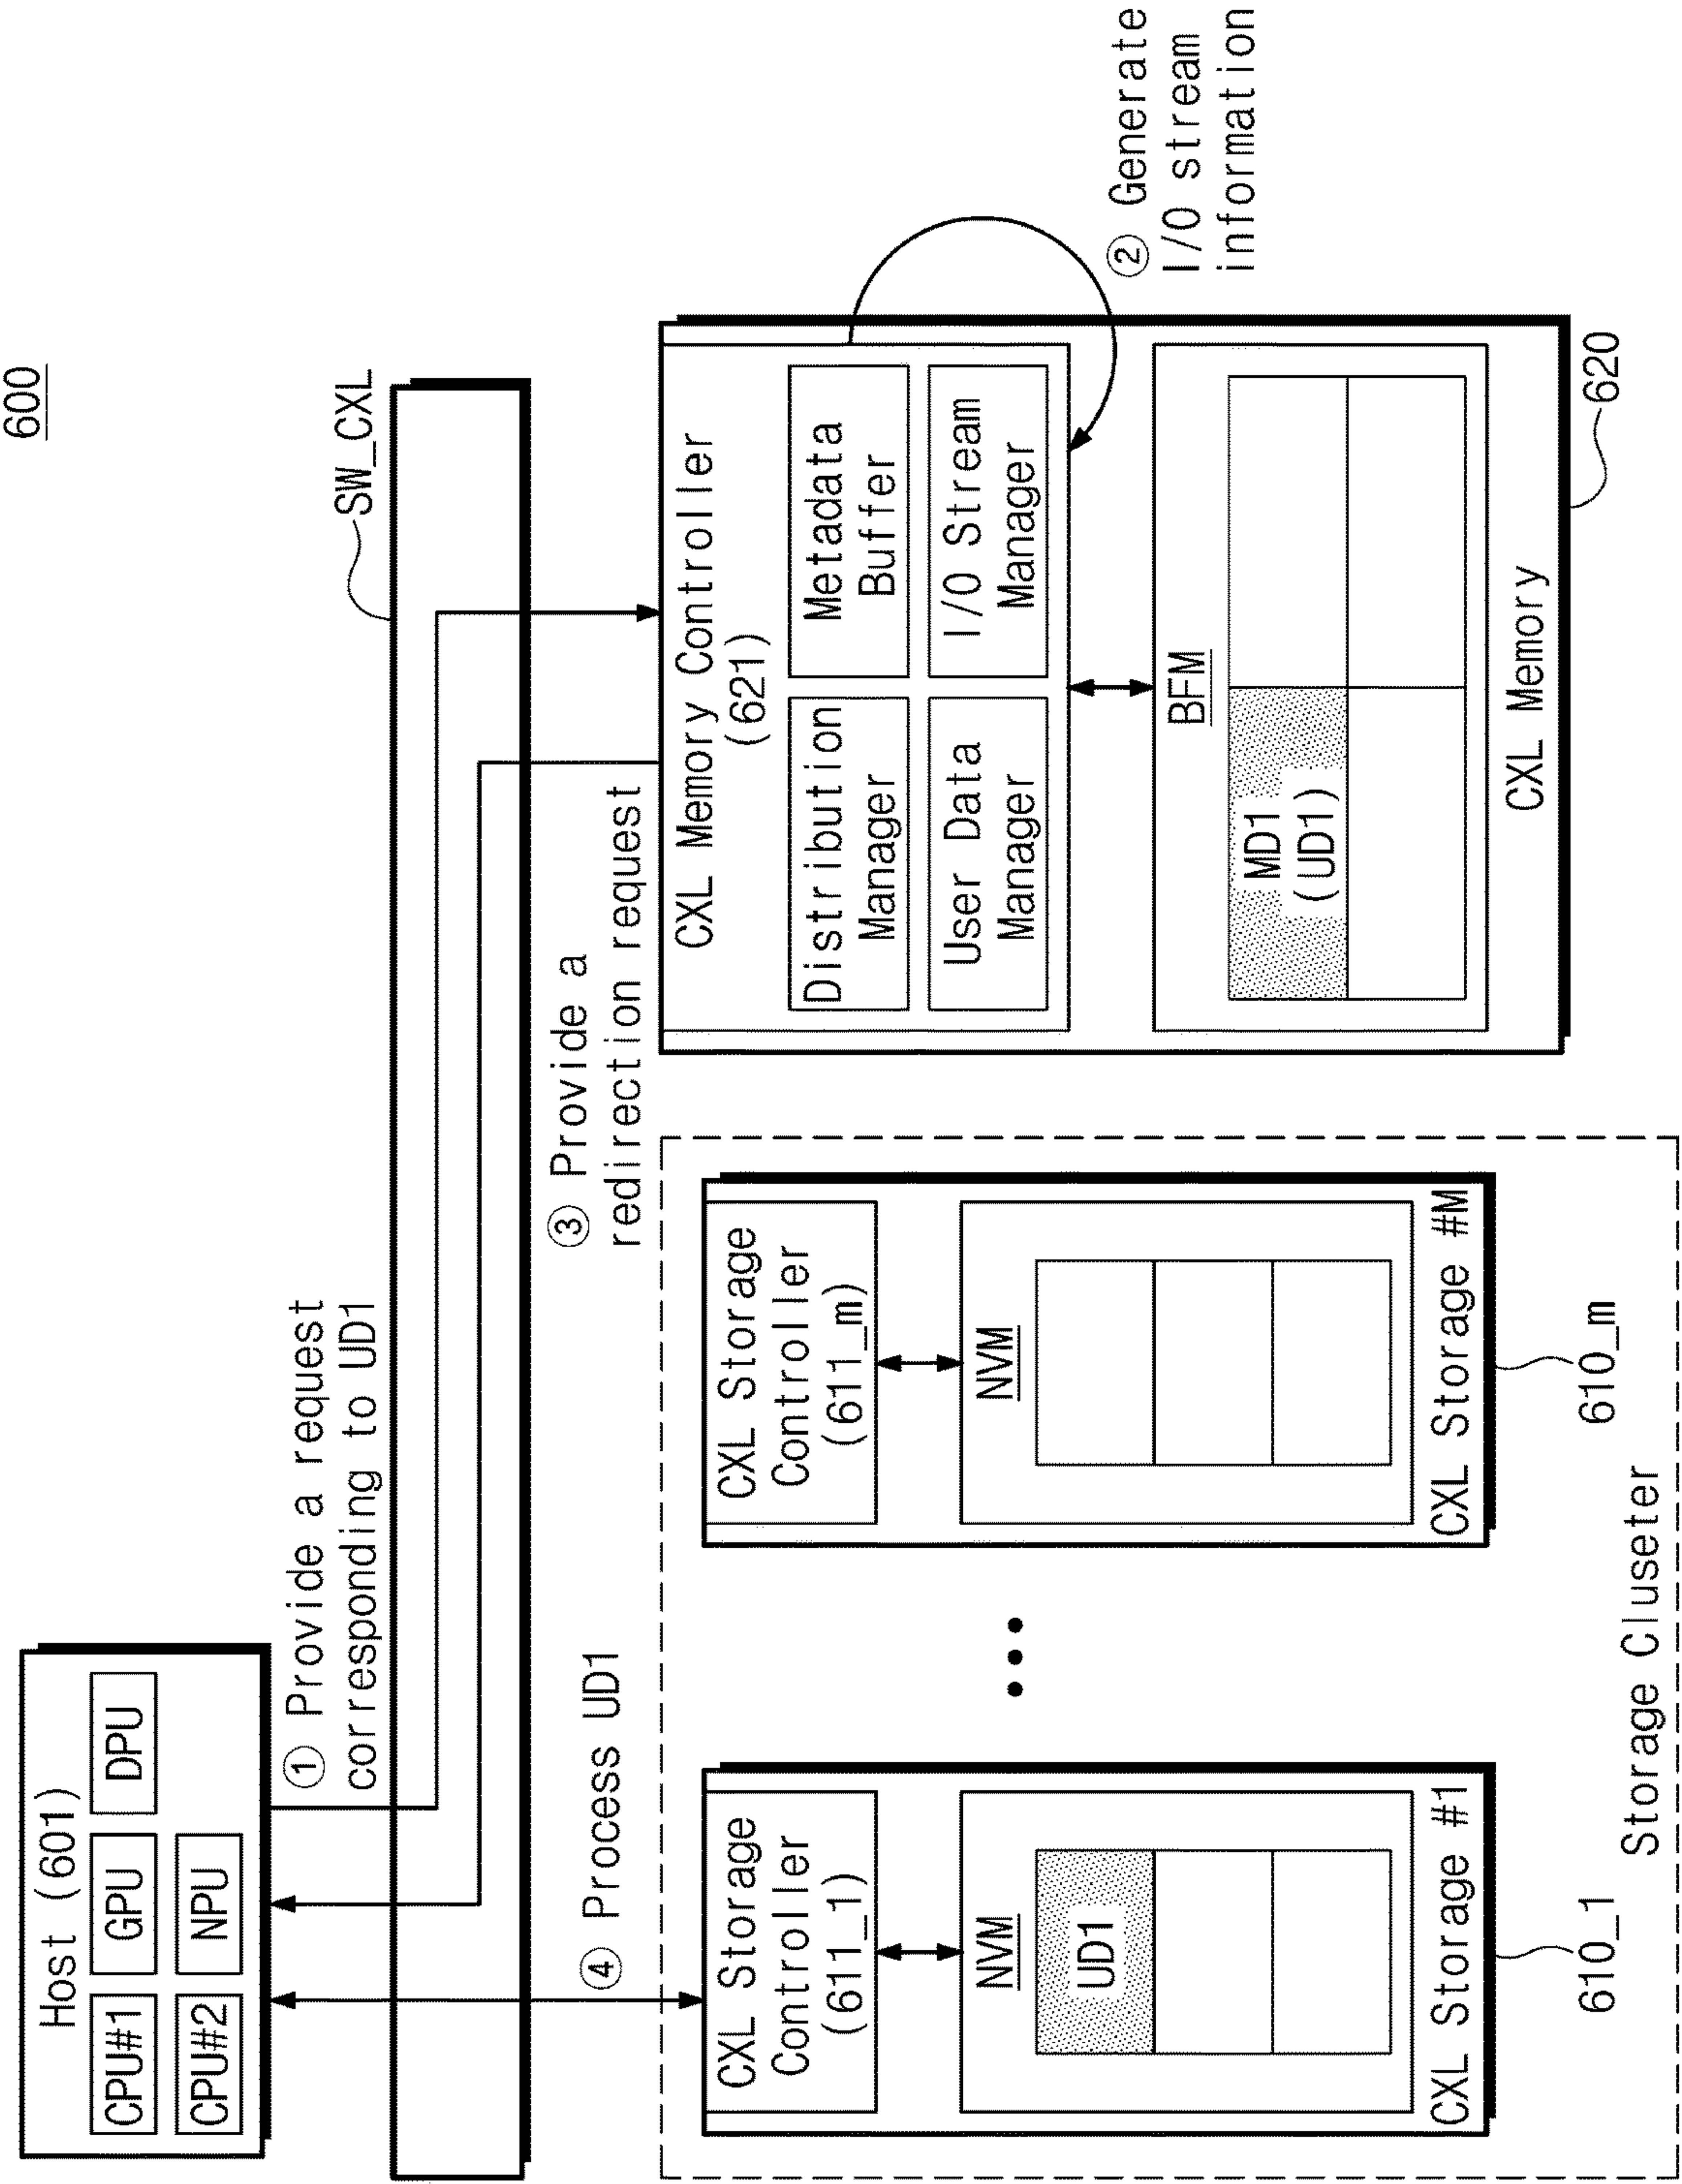 600
Host (601)
CPU#1
GPU
DPU
CPU#2
NPU
① Provide a request
corresponding to UD1
SW_CXL
④ Process UD1
③ Provide a
redirection request
CXL Storage
Controller
(611_1)
NVM
UD1
CXL Storage #1
610_1
CXL Storage
Controller
(611_m)
NVM
CXL Storage #M
610_m
Storage Cluseter
CXL Memory Controller
(621)
Distribution
Manager
Metadata
Buffer
User Data
Manager
I/O Stream
Manager
BFM
MD1
(UD1)
CXL Memory
620
② Generate
I/O stream
information